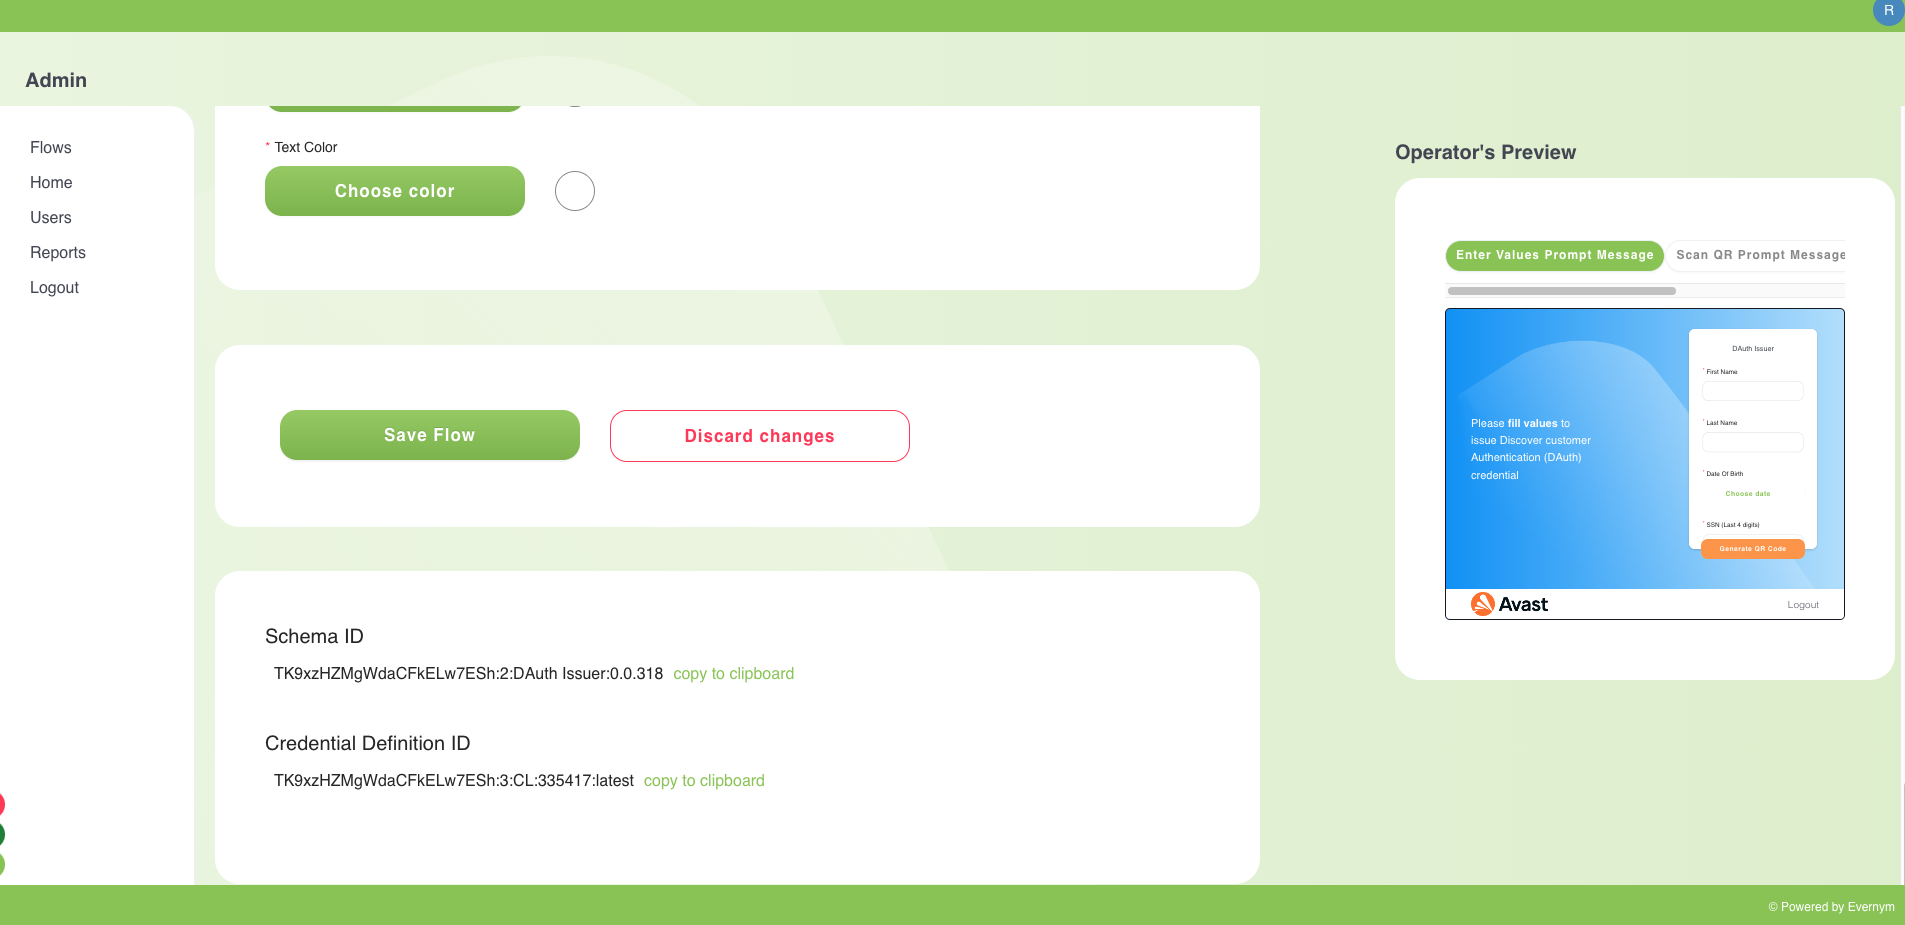 R
Admin
Flows
Home
Users
Reports
Logout
* Text Color
Choose color
Save Flow
Discard changes
Schema ID
TK9xzHZMgWdaCFkELw7ESh:2:DAuth Issuer:0.0.318 copy to clipboard
Credential Definition ID
TK9xzHZMgWdaCFkELw7ESh:3:CL:335417:latest copy to clipboard
Operator's Preview
Enter Values Prompt Message
Scan QR Prompt Message
Please fill values to
issue Discover customer
Authentication (DAuth)
credential
DAuth Issuer
* First Name
* Last Name
* Date Of Birth
Choose date
* SSN (Last 4 digits)
Generate QR Code
Avast
Logout
© Powered by Evernym